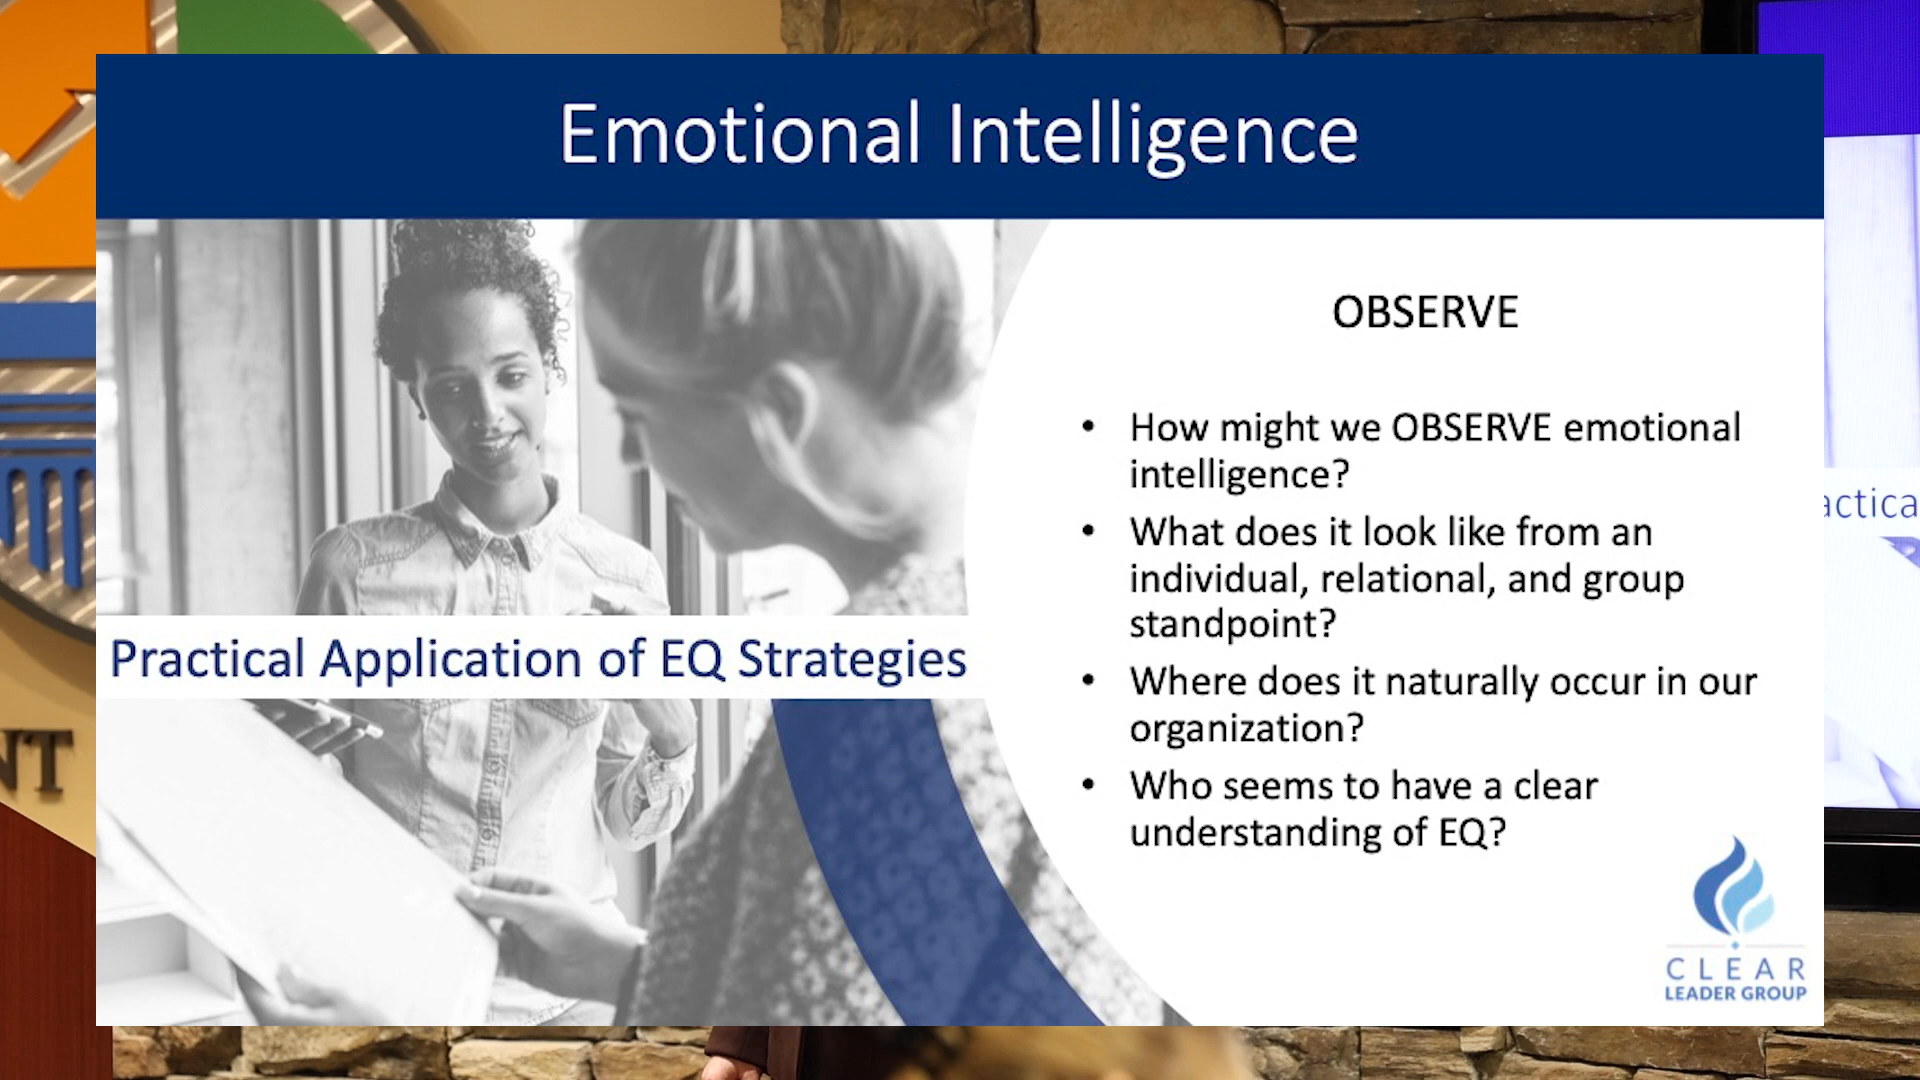 Emotional Intelligence
OBSERVE
• How might we OBSERVE emotional
intelligence?
• What does it look like from an
individual, relational, and group
standpoint?
• Where does it naturally occur in our
organization?
• Who seems to have a clear
understanding of EQ?
Practical Application of EQ Strategies
CLEAR
LEADER GROUP
actica
NT